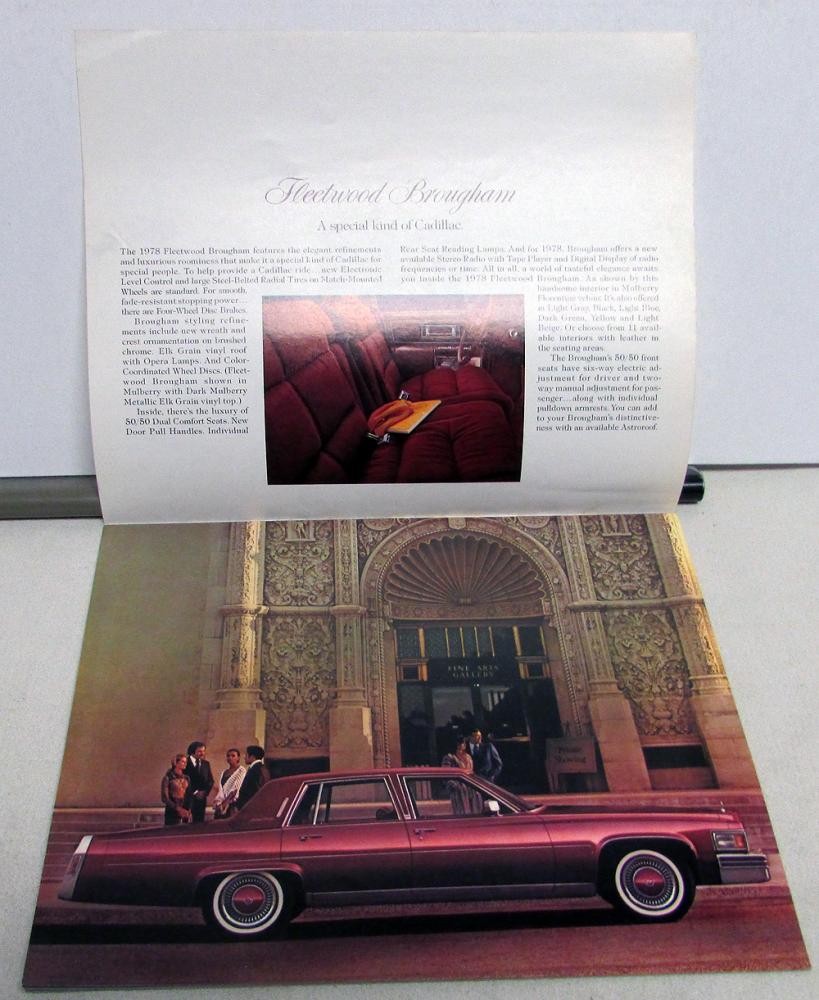 Fleetwood Brougham
A special kind of Cadillac.
The 1978 Fleetwood Brougham features the elegant refinements
and luxurious roominess that make it a special kind of Cadillac for
special people. To help provide a Cadillac ride...new Electronic
Level Control and large Steel-Belted Radial Tires on Match-Mounted
Wheels are standard. For smooth,
fade-resistant stopping power...
there are Four-Wheel Disc Brakes.
Brougham styling refine-
ments include new wreath and
crest ornamentation on brushed
chrome. Elk Grain vinyl roof
with Opera Lamps. And Color-
Coordinated Wheel Discs. (Fleet-
wood Brougham shown in
Mulberry with Dark Mulberry
Metallic Elk Grain vinyl top.)
Inside, there's the luxury of
50/50 Dual Comfort Seats. New
Door Pull Handles. Individual
Rear Seat Reading Lamps. And for 1978, Brougham offers a new
available Stereo Radio with Tape Player and Digital Display of radio
frequencies or time. All in all, a world of tasteful elegance awaits
you inside the 1978 Fleetwood Brougham. As shown by this
handsome interior in Mulberry
Florentine velour. It's also offered
in Light Gray, Black, Light Blue,
Dark Green, Yellow and Light
Beige. Or choose from 11 avail-
able interiors with leather in
the seating areas.
The Brougham's 50/50 front
seats have six-way electric ad-
justment for driver and two-
way manual adjustment for pas-
senger...along with individual
pulldown armrests. You can add
to your Brougham's distinctive-
ness with an available Astroroof.
FINE ARTS
GALLERY
Private
Showing